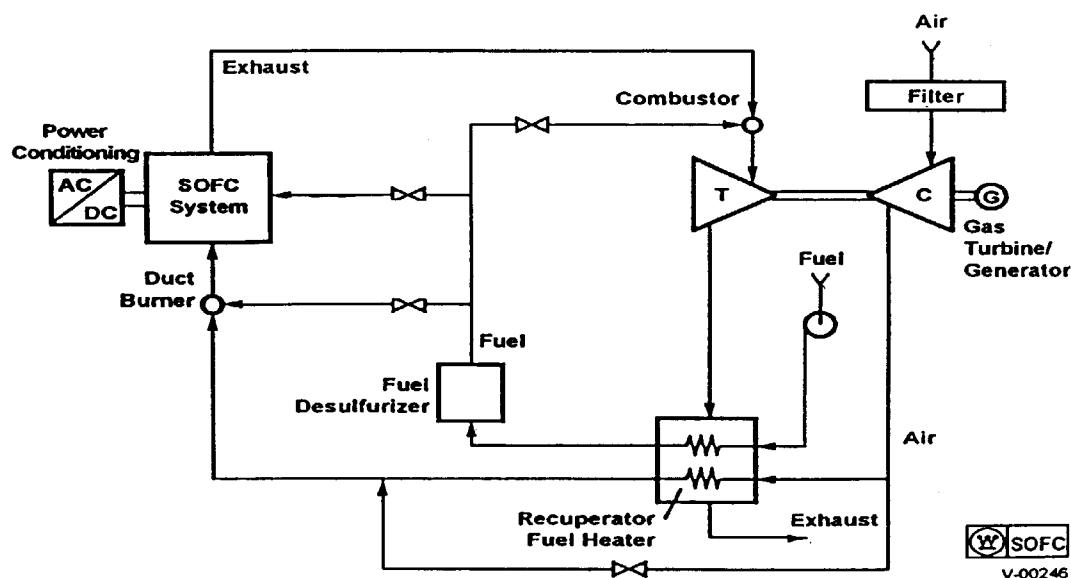 Air
Exhaust
Filter
Combustor
Power
Conditioning
AC
DC
SOFC
System
T
C
G
Gas
Turbine/
Generator
Fuel
Duct
Burner
Fuel
Fuel
Desulfurizer
Air
Recuperator
Fuel Heater
Exhaust
W SOFC
V-00246